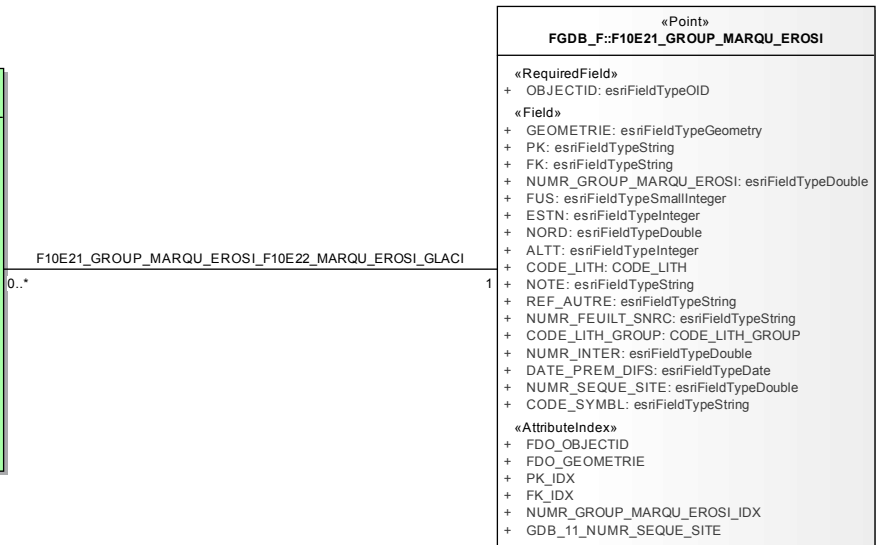 «Point»
FGDB_F::F10E21_GROUP_MARQU_EROSI
«RequiredField»
+ OBJECTID: esriFieldTypeOID
«Field»
+ GEOMETRIE: esriFieldTypeGeometry
+ PK: esriFieldTypeString
+ FK: esriFieldTypeString
+ NUMR_GROUP_MARQU_EROSI: esriFieldTypeDouble
+ FUS: esriFieldTypeSmallInteger
+ ESTN: esriFieldTypeInteger
+ NORD: esriFieldTypeDouble
+ ALTT: esriFieldTypeInteger
+ CODE_LITH: CODE_LITH
+ NOTE: esriFieldTypeString
+ REF_AUTRE: esriFieldTypeString
+ NUMR_FEUILT_SNRC: esriFieldTypeString
+ CODE_LITH_GROUP: CODE_LITH_GROUP
+ NUMR_INTER: esriFieldTypeDouble
+ DATE_PREM_DIFS: esriFieldTypeDate
+ NUMR_SEQUE_SITE: esriFieldTypeDouble
+ CODE_SYMBL: esriFieldTypeString
«AttributeIndex»
+ FDO_OBJECTID
+ FDO_GEOMETRIE
+ PK_IDX
+ FK_IDX
+ NUMR_GROUP_MARQU_EROSI_IDX
+ GDB_11_NUMR_SEQUE_SITE
F10E21_GROUP_MARQU_EROSI_F10E22_MARQU_EROSI_GLACI
0..*
1